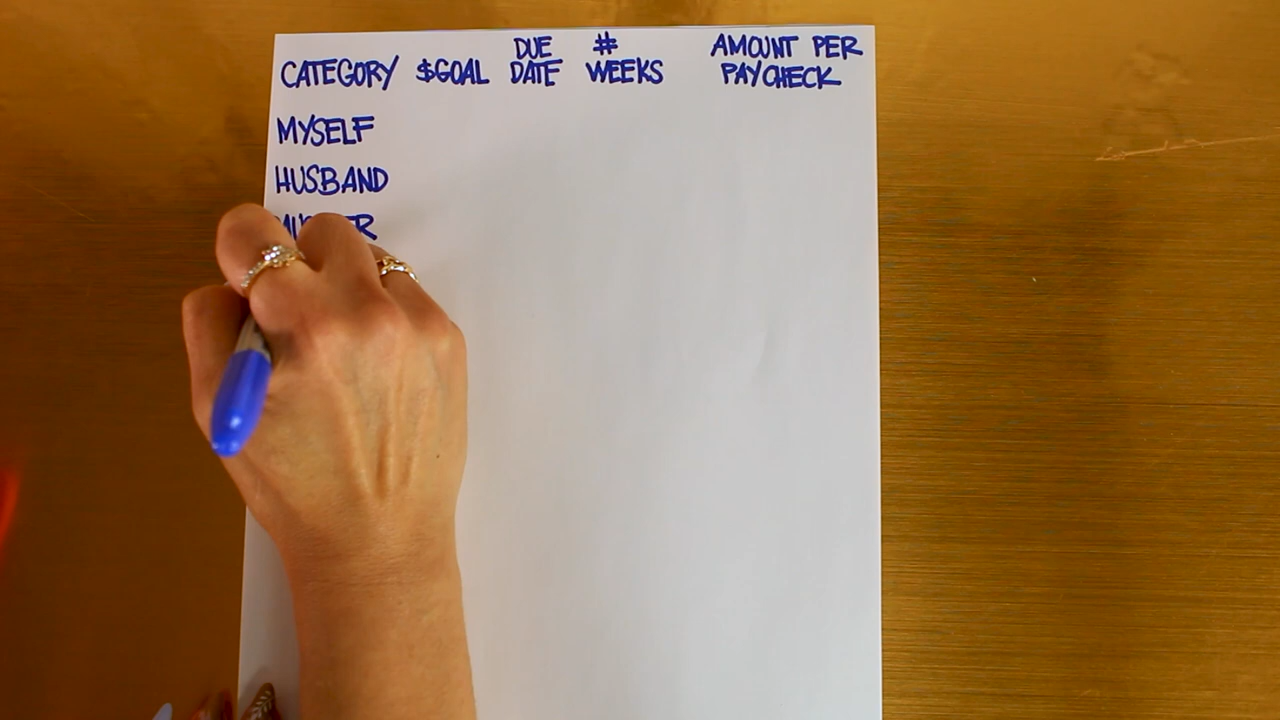 CATEGORY $GOAL DUE DATE # WEEKS AMOUNT PER PAYCHECK
MYSELF
HUSBAND